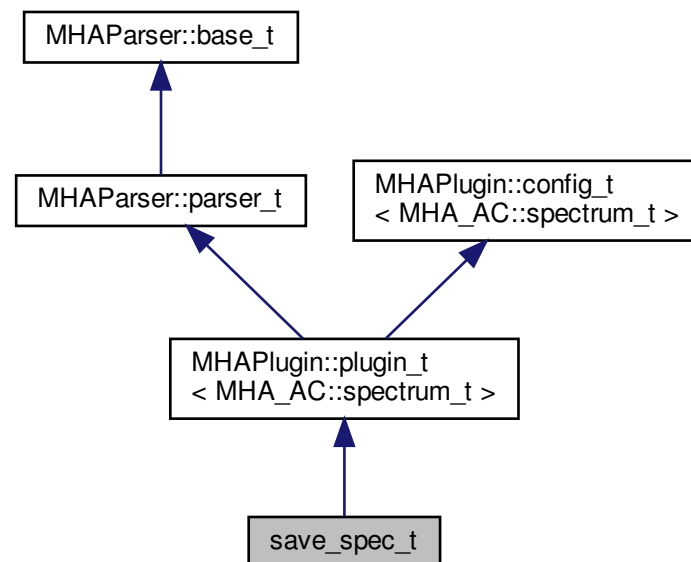 MHAParser::base_t
MHAParser::parser_t
MHAPlugin::config_t
< MHA_AC::spectrum_t >
MHAPlugin::plugin_t
< MHA_AC::spectrum_t >
save_spec_t